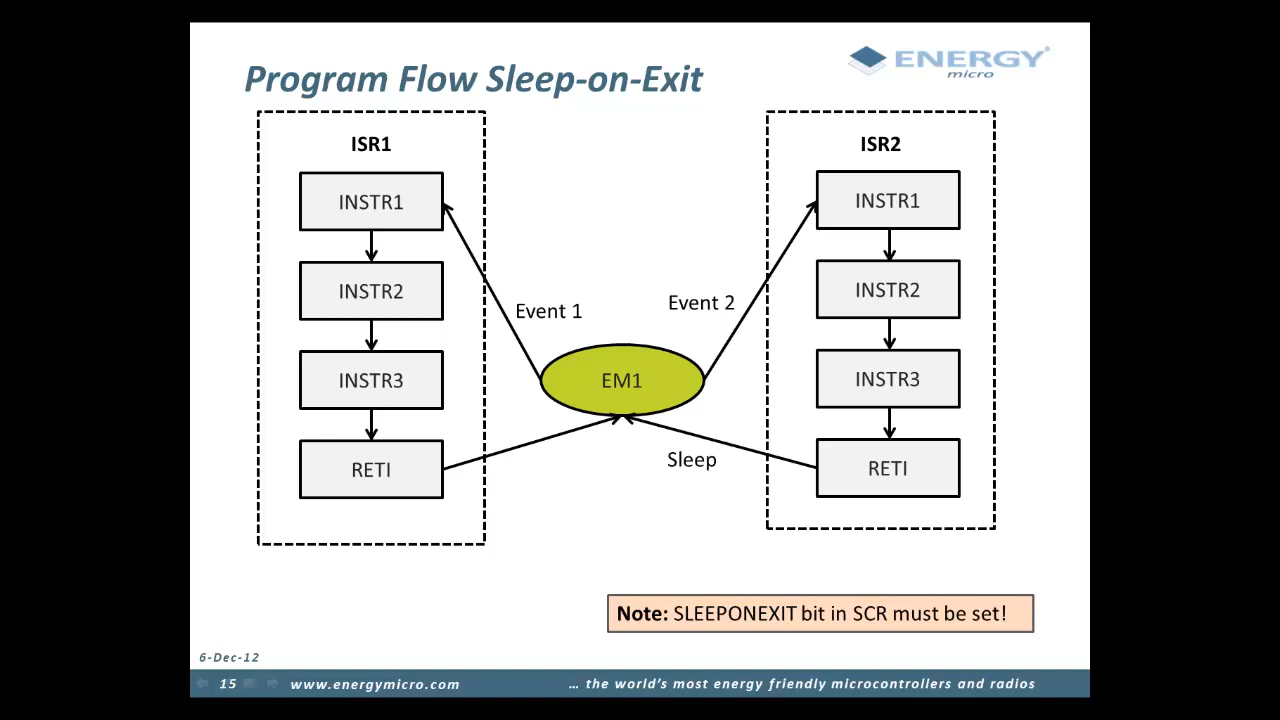 Program Flow Sleep-on-Exit
ENERGY
micro
ISR1
INSTR1
INSTR2
INSTR3
RETI
Event 1
Event 2
EM1
Sleep
ISR2
INSTR1
INSTR2
INSTR3
RETI
Note: SLEEPONEXIT bit in SCR must be set!
6-Dec-12
15
www.energymicro.com
... the world's most energy friendly microcontrollers and radios